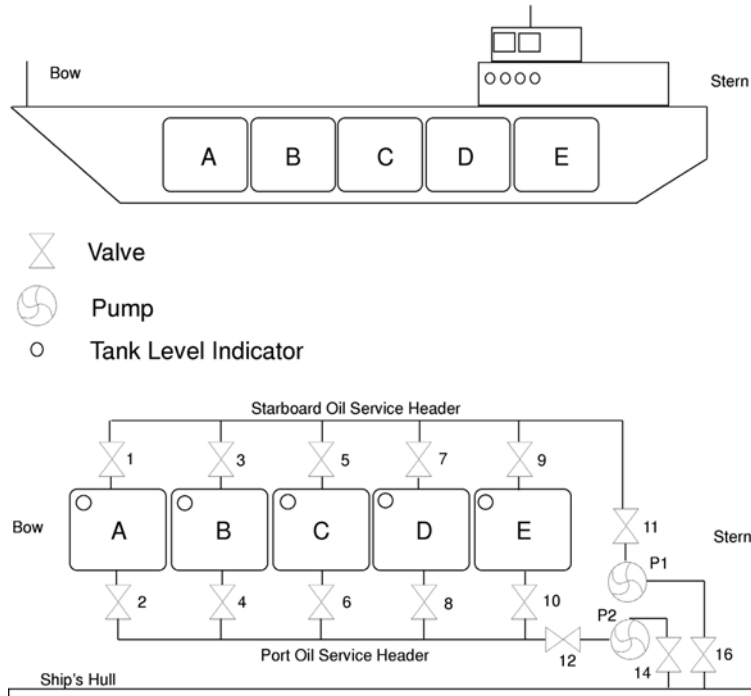 Bow
Stern
A B C D E
Valve
Pump
Tank Level Indicator
Starboard Oil Service Header
1 3 5 7 9
Bow
A B C D E
11
Stern
P1
2 4 6 8 10
P2
Port Oil Service Header
12
14
16
Ship's Hull